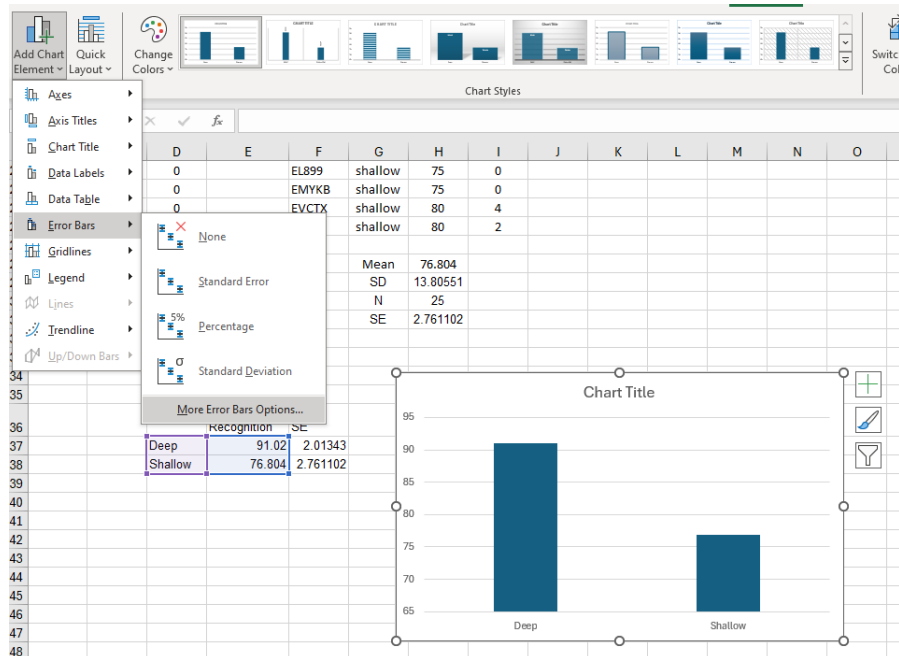 Add Chart Element
Quick Layout
Change Colors
Switch
Chart Styles
Axes
Axis Titles
Chart Title
Data Labels
Data Table
Error Bars
Gridlines
Legend
Lines
Trendline
Up/Down Bars
None
Standard Error
5%
Percentage
σ
Standard Deviation
More Error Bars Options...
fx
D E F G H I J K L M N O
0 EL899 shallow 75 0
0 EMYKB shallow 75 0
0 EVCTX shallow 80 4
shallow 80 2
Mean 76.804
SD 13.80551
N 25
SE 2.761102
34
35
36 Recognition SE
37 Deep 91.02 2.01343
38 Shallow 76.804 2.761102
39
40
41
42
43
44
45
46
47
48
Chart Title
95
90
85
80
75
70
65
Deep Shallow